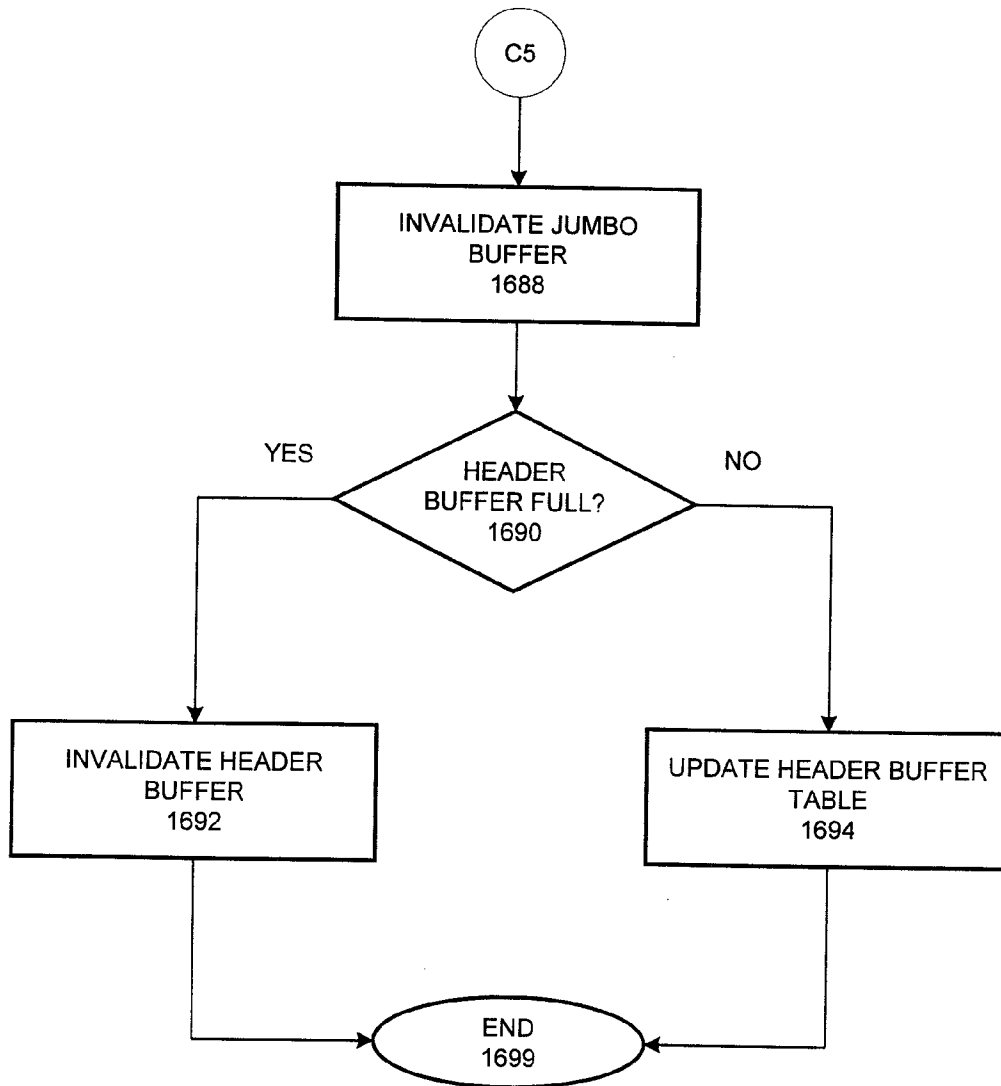 C5
INVALIDATE JUMBO
BUFFER
1688
YES
NO
HEADER
BUFFER FULL?
1690
INVALIDATE HEADER
BUFFER
1692
UPDATE HEADER BUFFER
TABLE
1694
END
1699